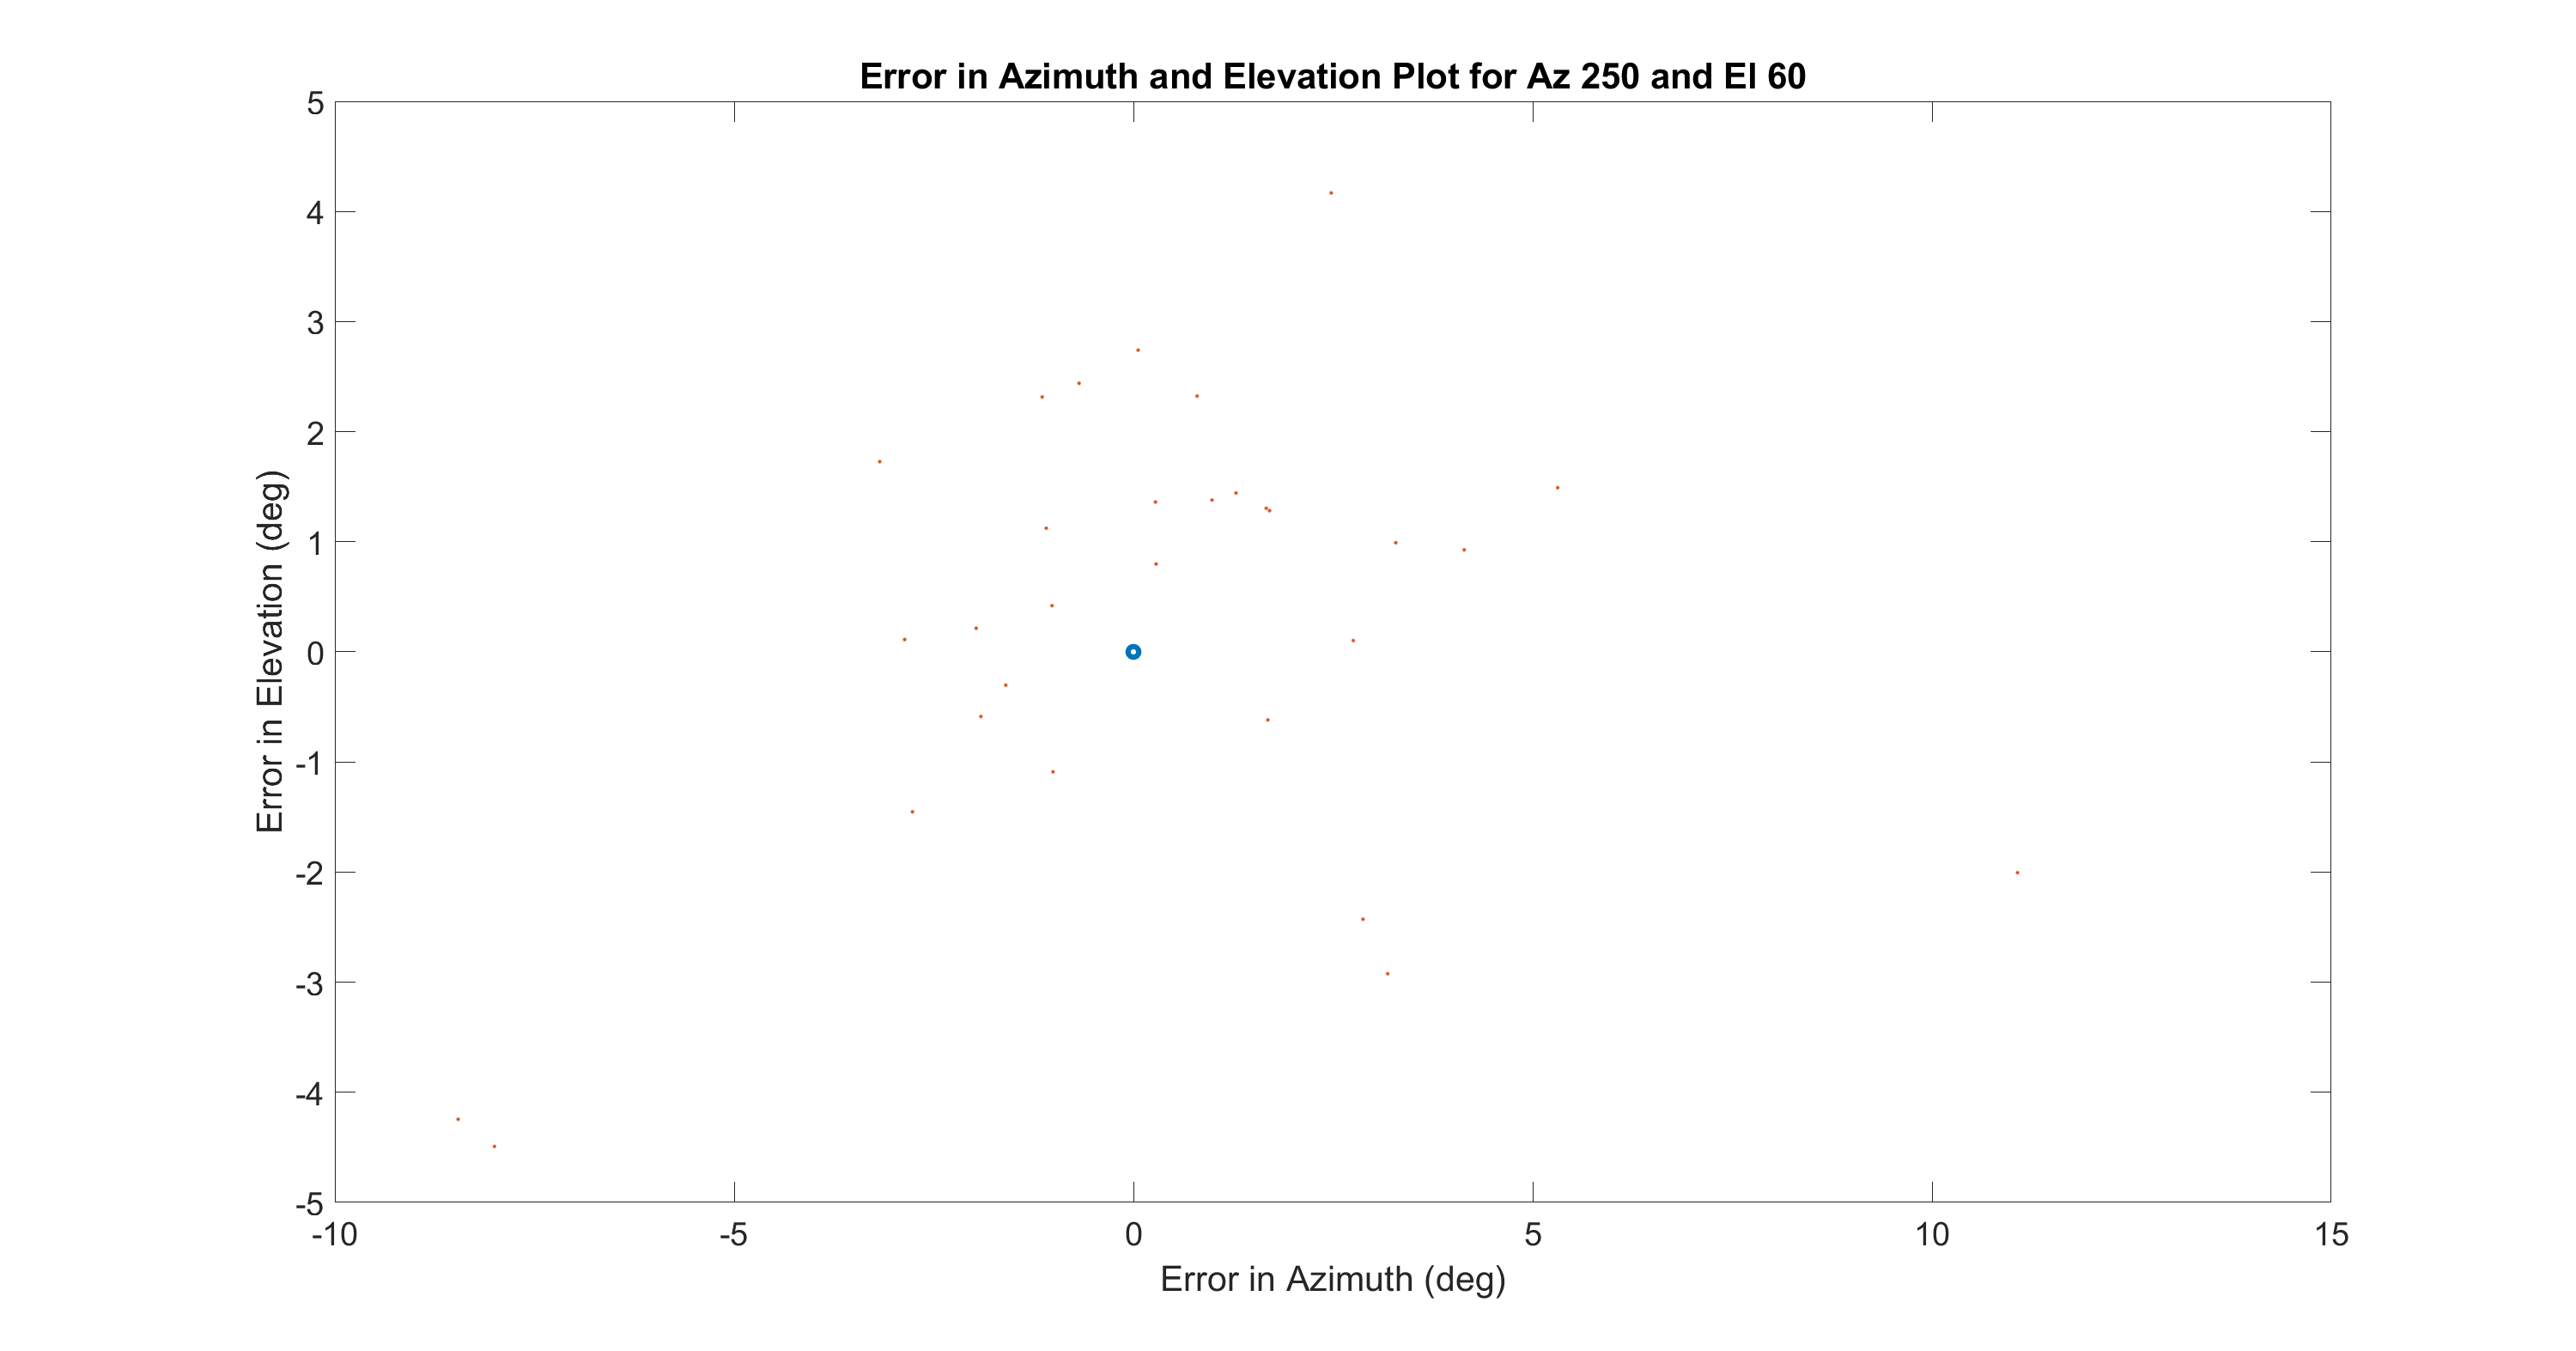 Error in Azimuth and Elevation Plot for Az 250 and El 60
5
4
3
2
1
0
-1
-2
-3
-4
-5
Error in Elevation (deg)
-10 -5 0 5 10 15
Error in Azimuth (deg)